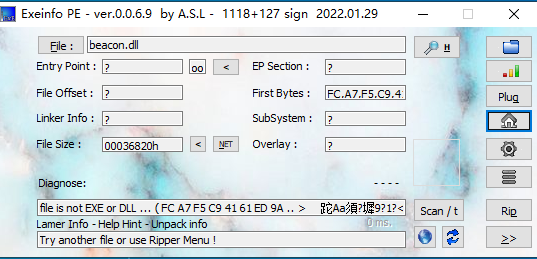 Exeinfo PE - ver.0.0.6.9 by A.S.L - 1118+127 sign 2022.01.29
File : beacon.dll H
Entry Point : ? oo < EP Section : ?
File Offset : ? First Bytes : FC.A7.F5.C9.4
Linker Info : ? SubSystem : ? Plug
File Size : 00036820h < NET Overlay : ?
Diagnose: ----
file is not EXE or DLL ... ( FC A7 F5 C9 41 61 ED 9A .. > Aa須?堀9?1?< Scan / t Rip
Lamer Info - Help Hint - Unpack info 0 ms.
Try another file or use Ripper Menu ! >>